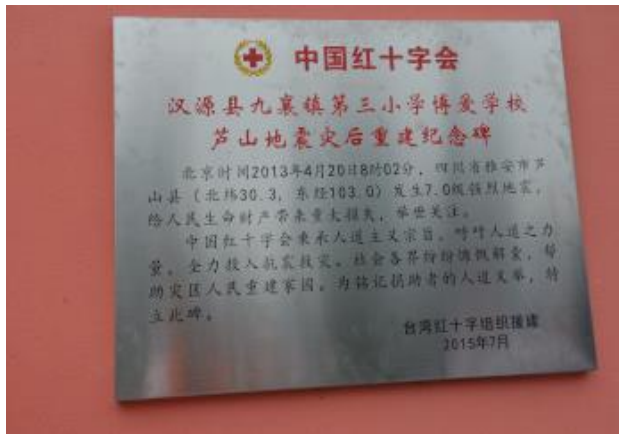 中国红十字会
汉源县九襄镇第三小学博爱学校
芦山地震灾后重建纪念碑
北京时间2013年4月20日8时02分，四川省雅安市芦
山县（北纬30.3，东经103.0）发生7.0级强烈地震，
给人民生命财产带来重大损失，举世关注。
中国红十字会秉承人道主义宗旨，呼吁人道之力
量，全力投入抗震救灾。社会各界纷纷慷慨解囊，帮
助灾区人民重建家园。为铭记捐助者的人道义举，特
立此碑。
台湾红十字组织援建
2015年7月